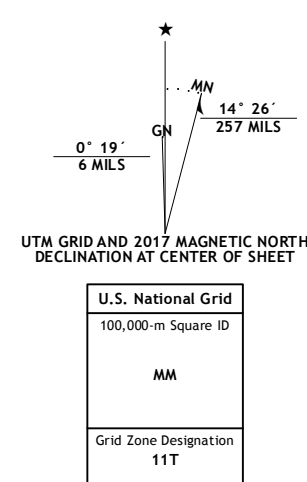 ★
MN
14° 26´
257 MILS
GN
0° 19´
6 MILS
UTM GRID AND 2017 MAGNETIC NORTH
DECLINATION AT CENTER OF SHEET
U.S. National Grid
100,000-m Square ID
MM
Grid Zone Designation
11T